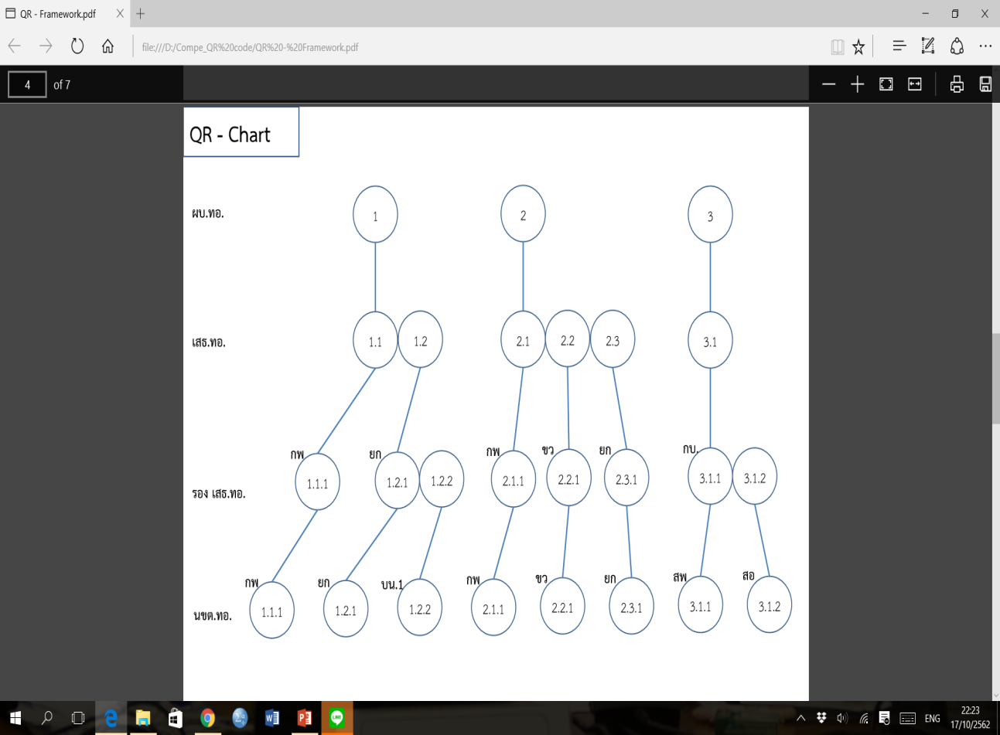 QR - Framework.pdf
file:///D:/Compe_QR%20code/QR%20-%20Framework.pdf
4 of 7
QR - Chart
ผบ.ทอ.
1 2 3
เสธ.ทอ.
1.1 1.2 2.1 2.2 2.3 3.1
กพ ยก กพ ขว ยก กบ.
รอง เสธ.ทอ.
1.1.1 1.2.1 1.2.2 2.1.1 2.2.1 2.3.1 3.1.1 3.1.2
กพ ยก บน.1 กพ ขว ยก สพ สอ
นขต.ทอ.
1.1.1 1.2.1 1.2.2 2.1.1 2.2.1 2.3.1 3.1.1 3.1.2
LINE
ENG
22:23
17/10/2562